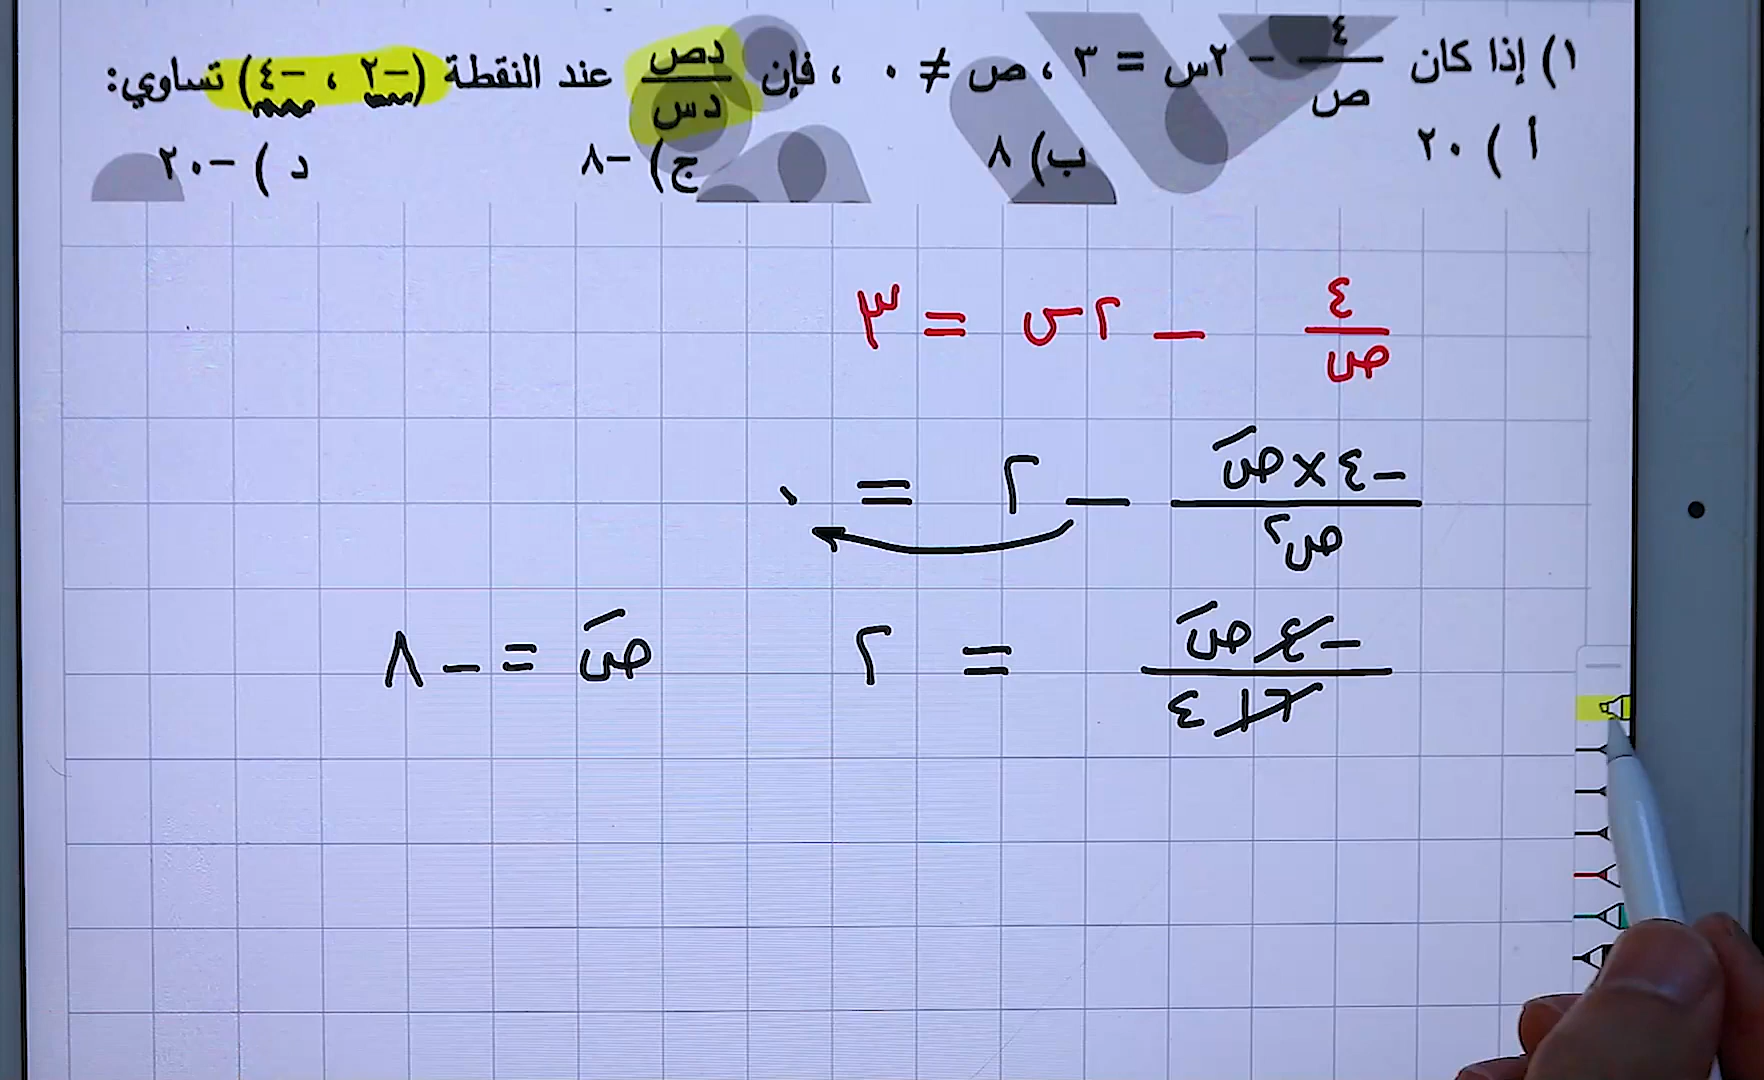 ١) إذا كان ٤/ص - ٢س = ٣ ، ص ≠ ٠ ، فإن دص/دس عند النقطة (-٢ ، -٤) تساوي:
أ ) ٢٠ ب) ٨ ج) -٨ د ) -٢٠
٤/ص - ٢س = ٣
-٤×صَ/ص٢ - ٢ = ٠
-٤صَ/١٦ ٤ = ٢ صَ = -٨